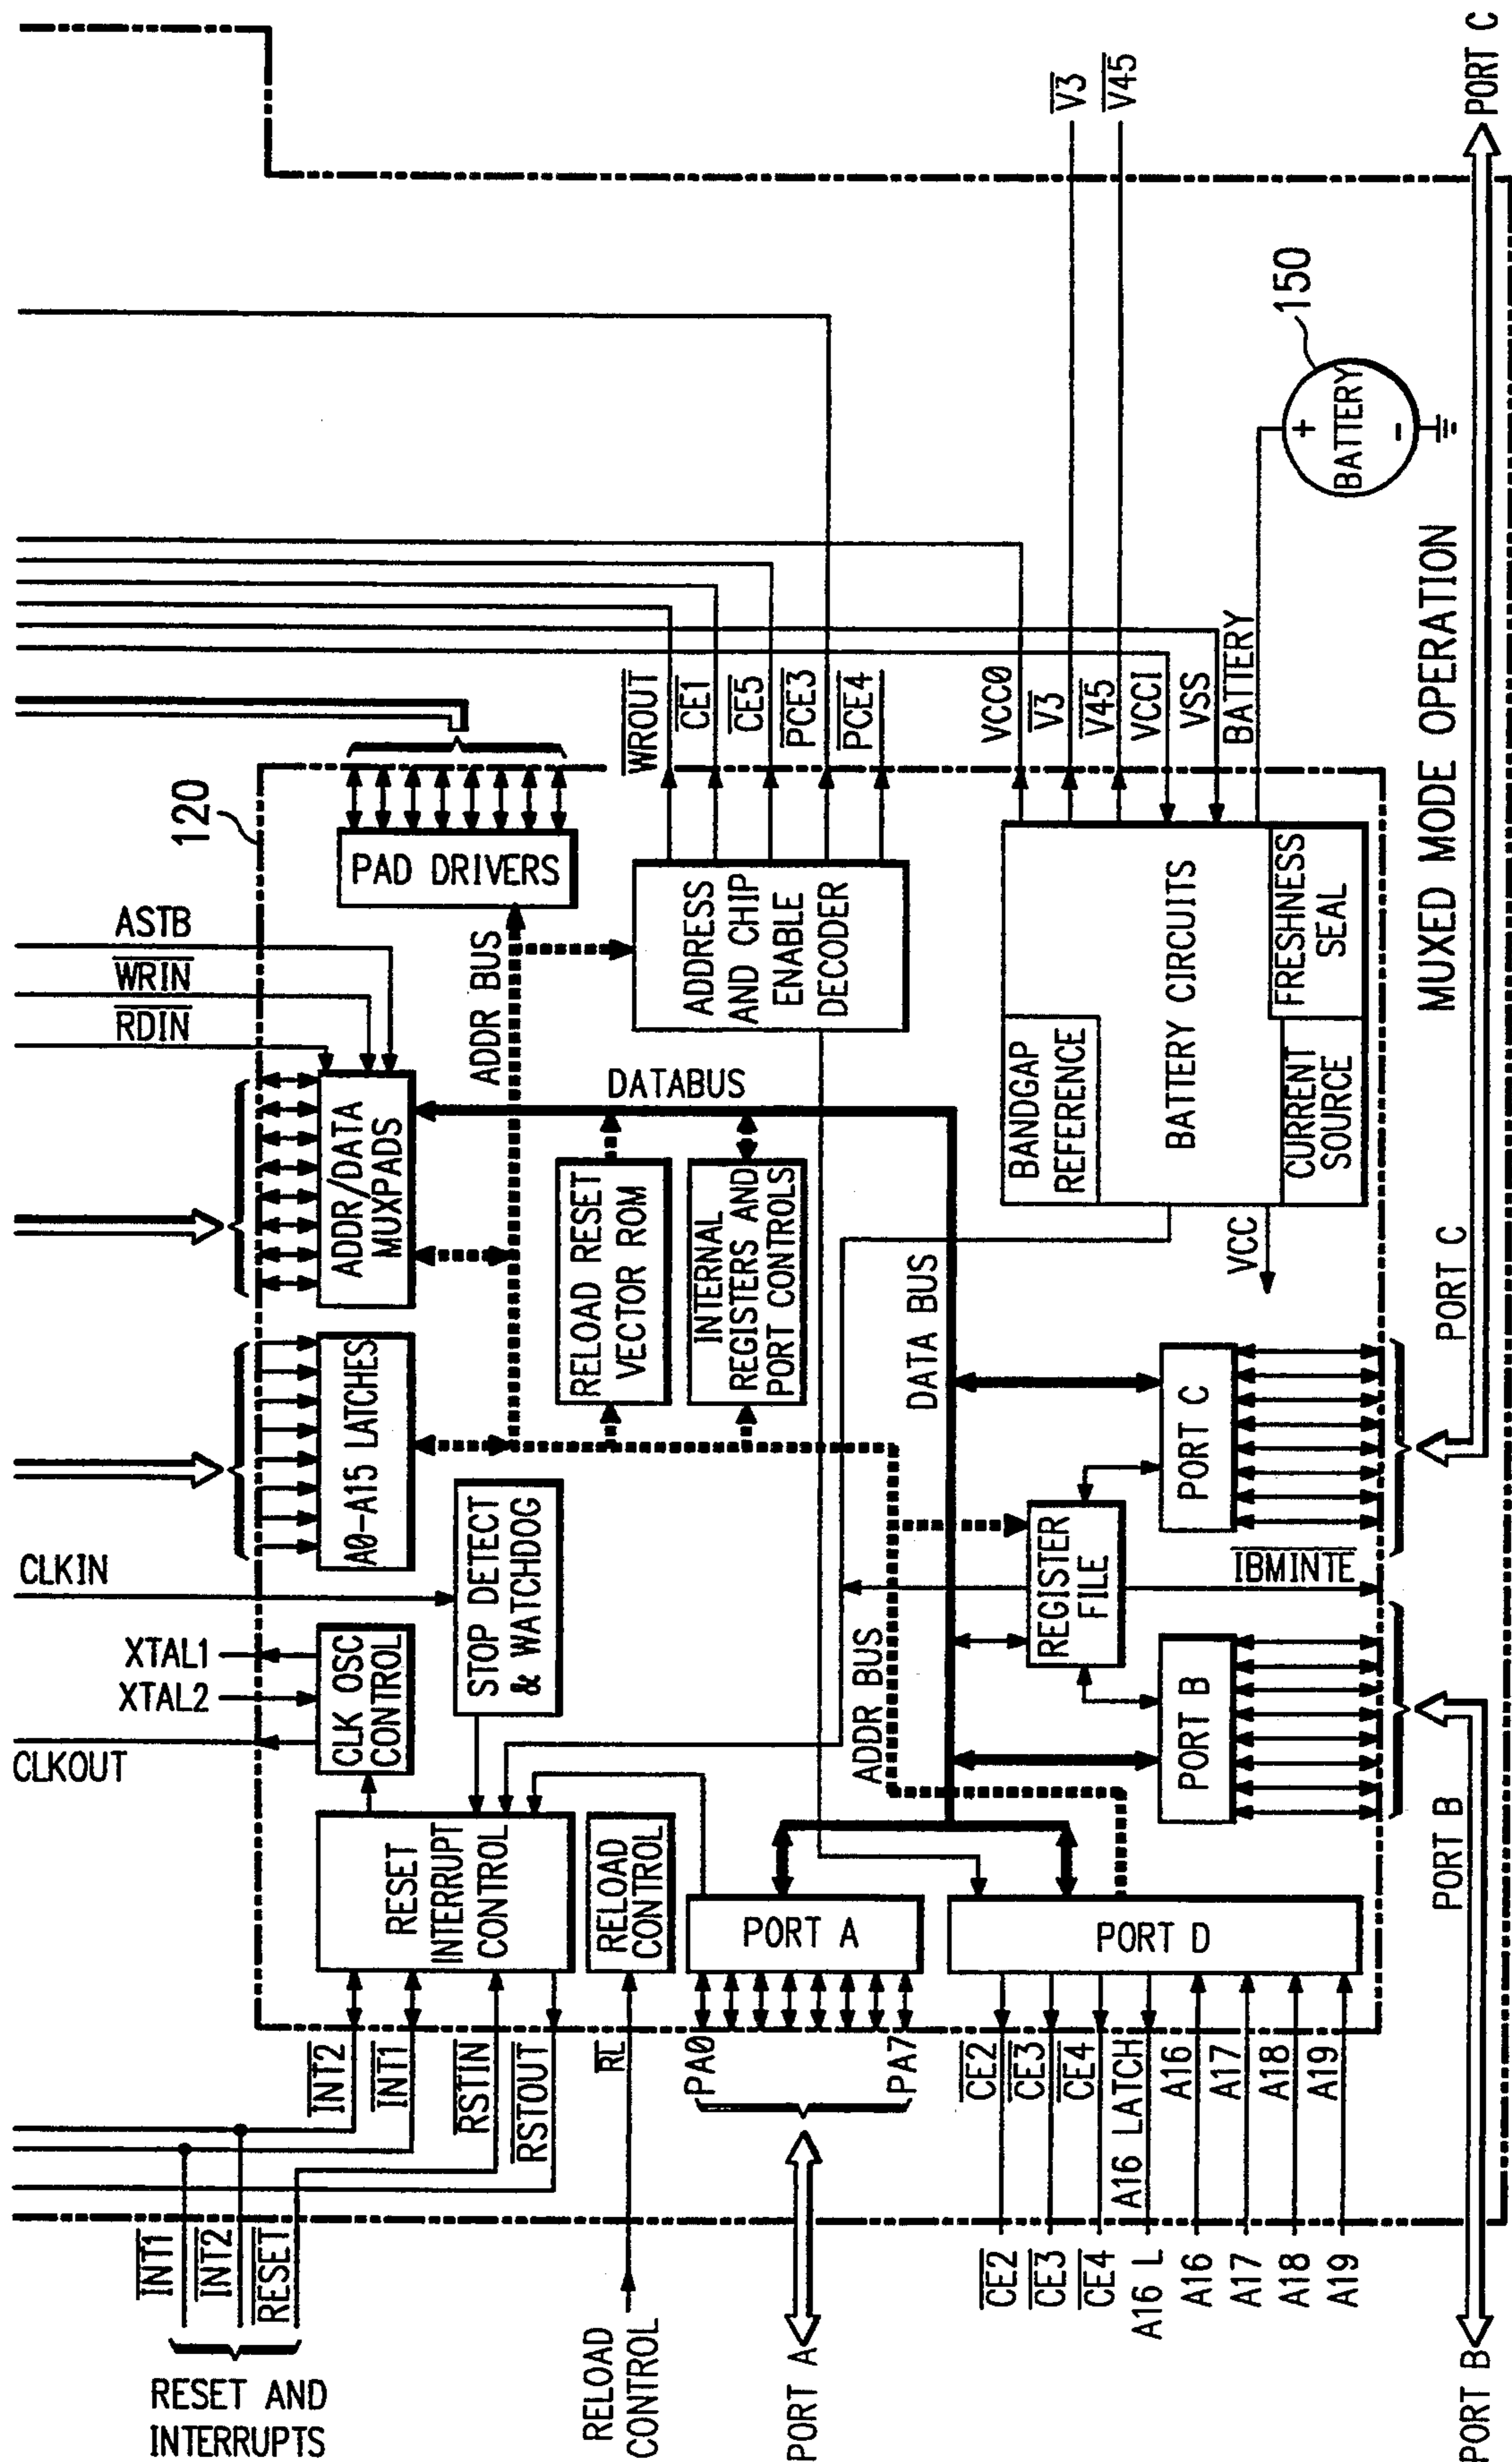 RESET AND
INTERRUPTS
INT1
INT2
RESET
INT2
INT1
RSTIN
RSTOUT
RESET
INTERRUPT
CONTROL
CLKOUT
XTAL2
XTAL1
CLK OSC
CONTROL
CLKIN
STOP DETECT
& WATCHDOG
A0-A15 LATCHES
ADDR/DATA
MUXPADS
RDIN
WRIN
ASTB
120
PAD DRIVERS
ADDR BUS
RELOAD
CONTROL
RL
RELOAD
CONTROL
RELOAD RESET
VECTOR ROM
DATABUS
INTERNAL
REGISTERS AND
PORT CONTROLS
ADDRESS
AND CHIP
ENABLE
DECODER
WROUT
CE1
CE5
PCE3
PCE4
PORT A
PA0
PA7
PORT A
ADDR BUS
DATA BUS
CE2
CE3
CE4
A16 L
A16
A17
A18
A19
CE2
CE3
CE4
A16 LATCH
A16
A17
A18
A19
PORT D
REGISTER
FILE
IBMINTE
PORT B
PORT C
VCC
BANDGAP
REFERENCE
BATTERY CIRCUITS
CURRENT
SOURCE
FRESHNESS
SEAL
VCCO
V3
V45
VCCI
VSS
BATTERY
V3
V45
+
BATTERY
-
150
PORT B
PORT C
MUXED MODE OPERATION
PORT B
PORT C